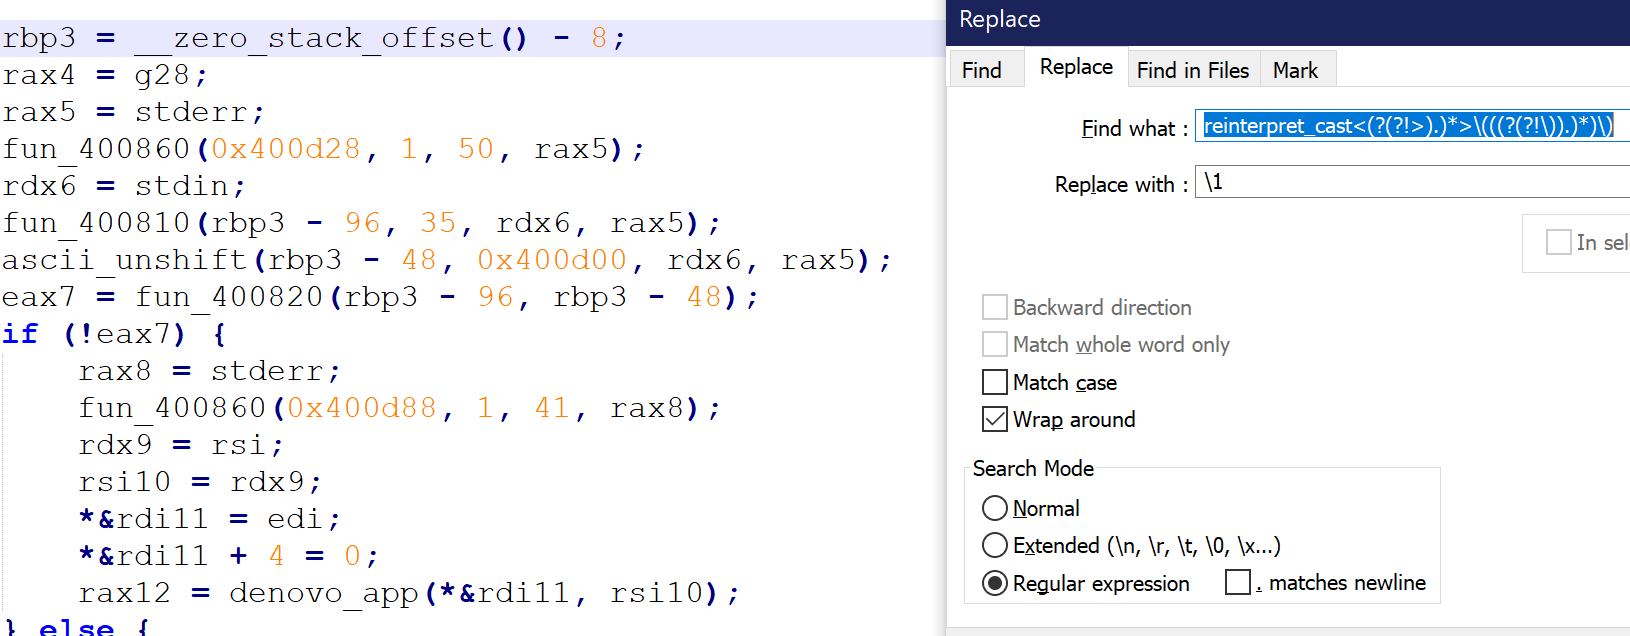 rbp3 = __zero_stack_offset() - 8;
rax4 = g28;
rax5 = stderr;
fun_400860(0x400d28, 1, 50, rax5);
rdx6 = stdin;
fun_400810(rbp3 - 96, 35, rdx6, rax5);
ascii_unshift(rbp3 - 48, 0x400d00, rdx6, rax5);
eax7 = fun_400820(rbp3 - 96, rbp3 - 48);
if (!eax7) {
    rax8 = stderr;
    fun_400860(0x400d88, 1, 41, rax8);
    rdx9 = rsi;
    rsi10 = rdx9;
    *&rdi11 = edi;
    *&rdi11 + 4 = 0;
    rax12 = denovo_app(*&rdi11, rsi10);
} else {
Replace
Find Replace Find in Files Mark
Find what : reinterpret_cast<(?(?!>).)*>\(((?(?!\)).)*)\)
Replace with : \1
In sel
Backward direction
Match whole word only
Match case
Wrap around
Search Mode
Normal
Extended (\n, \r, \t, \0, \x...)
Regular expression . matches newline